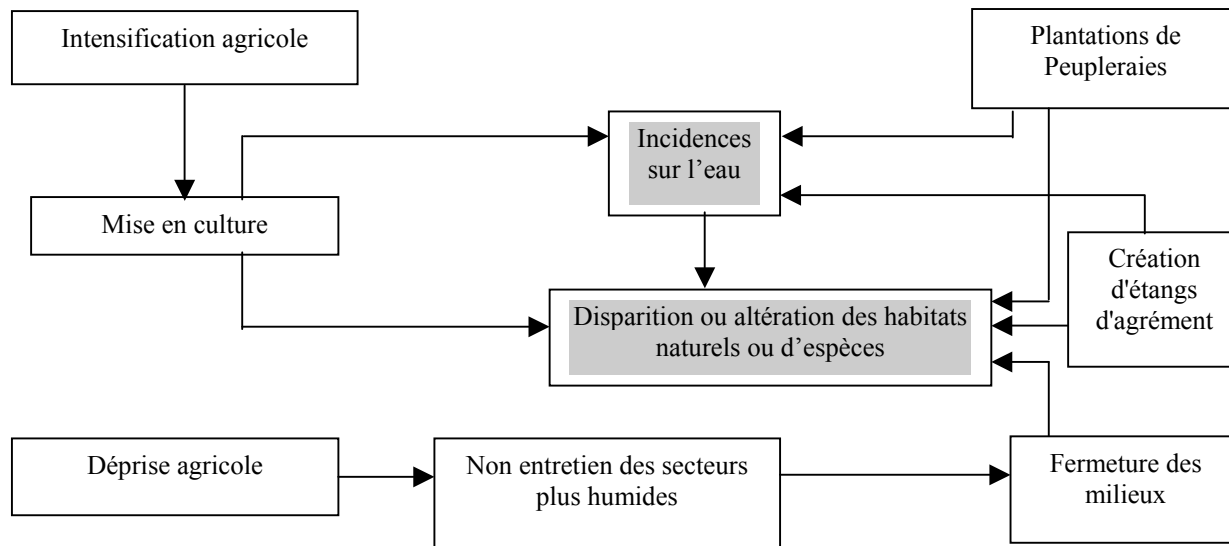 Intensification agricole
Plantations de
Peupleraies
Incidences
sur l’eau
Mise en culture
Création
d'étangs
d'agrément
Disparition ou altération des habitats
naturels ou d’espèces
Déprise agricole
Non entretien des secteurs
plus humides
Fermeture des
milieux